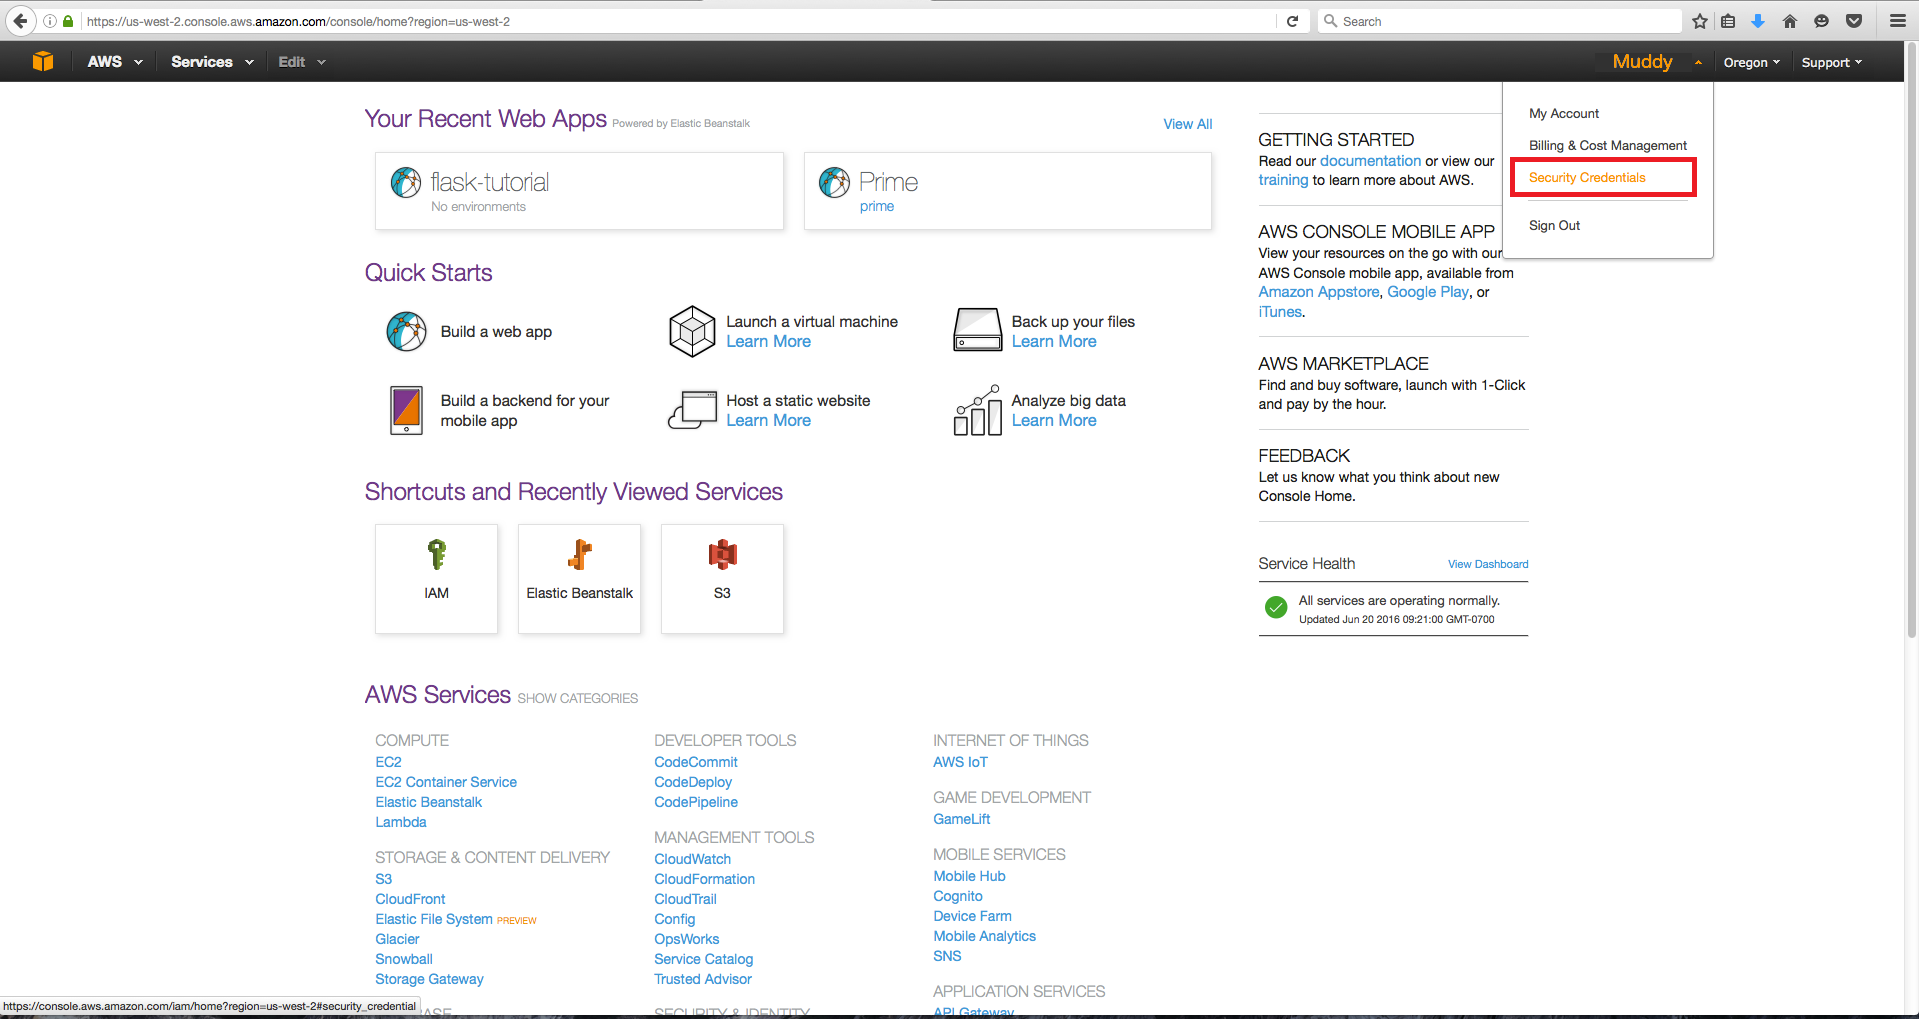 https://us-west-2.console.aws.amazon.com/console/home?region=us-west-2
Search
AWS Services Edit
Muddy Oregon Support
My Account
Billing & Cost Management
Security Credentials
Sign Out
Your Recent Web Apps Powered by Elastic Beanstalk
View All
flask-tutorial
No environments
Prime
prime
Quick Starts
Build a web app
Launch a virtual machine
Learn More
Back up your files
Learn More
Build a backend for your
mobile app
Host a static website
Learn More
Analyze big data
Learn More
Shortcuts and Recently Viewed Services
IAM
Elastic Beanstalk
S3
AWS Services SHOW CATEGORIES
COMPUTE
EC2
EC2 Container Service
Elastic Beanstalk
Lambda
STORAGE & CONTENT DELIVERY
S3
CloudFront
Elastic File System PREVIEW
Glacier
Snowball
Storage Gateway
DEVELOPER TOOLS
CodeCommit
CodeDeploy
CodePipeline
MANAGEMENT TOOLS
CloudWatch
CloudFormation
CloudTrail
Config
OpsWorks
Service Catalog
Trusted Advisor
SECURITY & IDENTITY
INTERNET OF THINGS
AWS IoT
GAME DEVELOPMENT
GameLift
MOBILE SERVICES
Mobile Hub
Cognito
Device Farm
Mobile Analytics
SNS
APPLICATION SERVICES
API Gateway
GETTING STARTED
Read our documentation or view our
training to learn more about AWS.
AWS CONSOLE MOBILE APP
View your resources on the go with our
AWS Console mobile app, available from
Amazon Appstore, Google Play, or
iTunes.
AWS MARKETPLACE
Find and buy software, launch with 1-Click
and pay by the hour.
FEEDBACK
Let us know what you think about new
Console Home.
Service Health
View Dashboard
All services are operating normally.
Updated Jun 20 2016 09:21:00 GMT-0700
https://console.aws.amazon.com/iam/home?region=us-west-2#security_credential